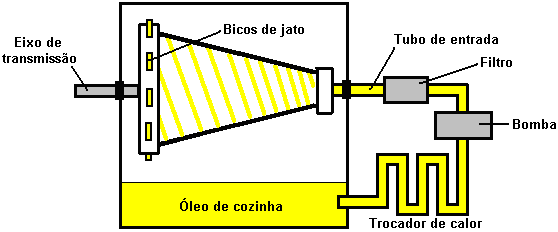 Eixo de
transmissão
Bicos de jato
Tubo de entrada
Filtro
Bomba
Óleo de cozinha
Trocador de calor